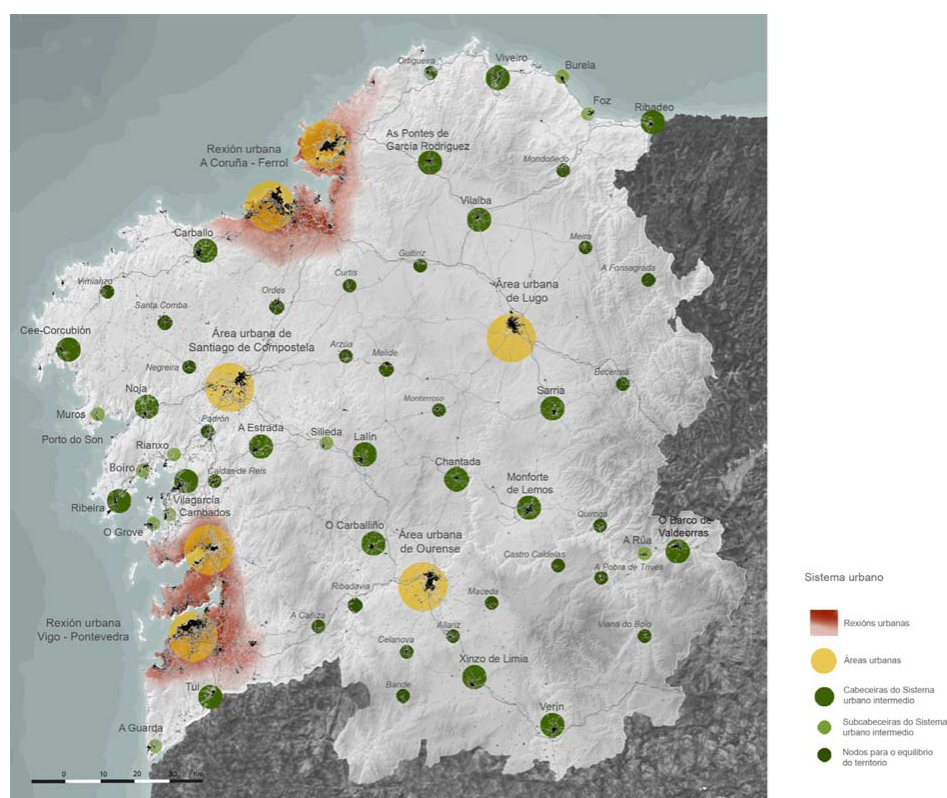 Ortigueira
Viveiro
Burela
Foz
Ribadeo
Rexión urbana
A Coruña - Ferrol
As Pontes de
García Rodríguez
Mondoñedo
Vilalba
Carballo
Guitiriz
Meira
A Fonsagrada
Vimianzo
Curtis
Área urbana
de Lugo
Santa Comba
Ordes
Cee-Corcubión
Área urbana de
Santiago de Compostela
Arzúa
Melide
Negreira
Becerreá
Noia
Monterroso
Sarria
Muros
Padrón
Porto do Son
A Estrada
Silleda
Lalín
Rianxo
Boiro
Caldas de Reis
Chantada
Monforte
de Lemos
Ribeira
Vilagarcía
Cambados
O Grove
O Carballiño
Área urbana
de Ourense
Quiroga
O Barco de
Valdeorras
A Rúa
Castro Caldelas
A Pobra de Trives
Ribadavia
Maceda
Rexión urbana
Vigo - Pontevedra
A Cañiza
Allariz
Viana do Bolo
Celanova
Xinzo de Limia
Tui
Bande
Verín
A Guarda
0 10 20
Sistema urbano
Rexións urbanas
Áreas urbanas
Cabeceiras do Sistema
urbano intermedio
Subcabeceiras do Sistema
urbano intermedio
Nodos para o equilibrio
do territorio